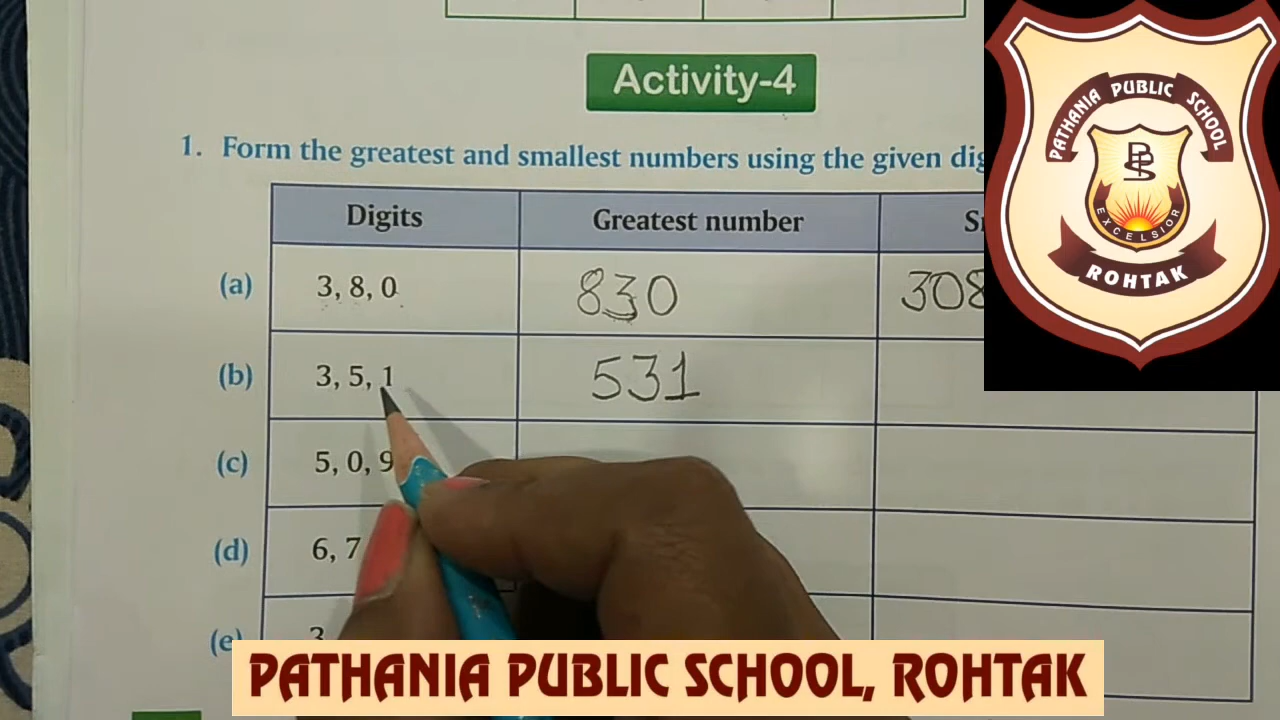 Activity-4
PATHANIA PUBLIC SCHOOL
PBS
EXCELSIOR
ROHTAK
1. Form the greatest and smallest numbers using the given
Digits Greatest number
(a) 3, 8, 0 830 308
(b) 3, 5, 1 531
(c) 5, 0, 9
(d) 6, 7
(e) 3
PATHANIA PUBLIC SCHOOL, ROHTAK